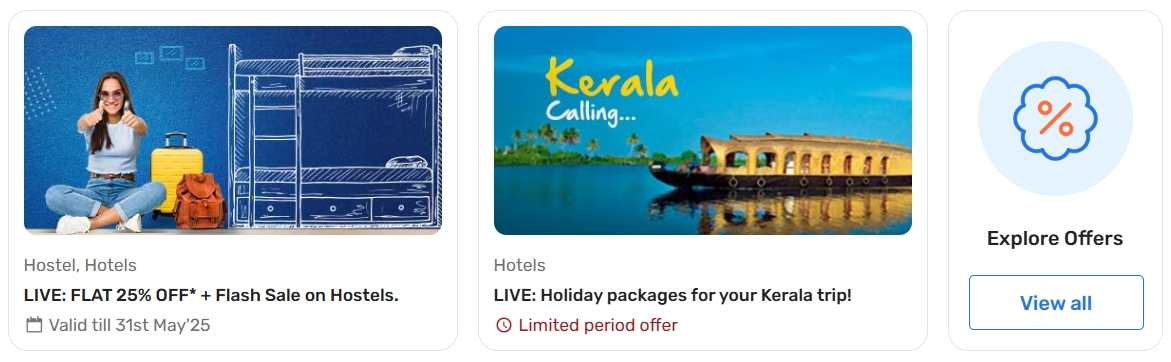 Kerala
Calling...
Hostel, Hotels
LIVE: FLAT 25% OFF* + Flash Sale on Hostels.
Valid till 31st May'25
Hotels
LIVE: Holiday packages for your Kerala trip!
Limited period offer
%
Explore Offers
View all